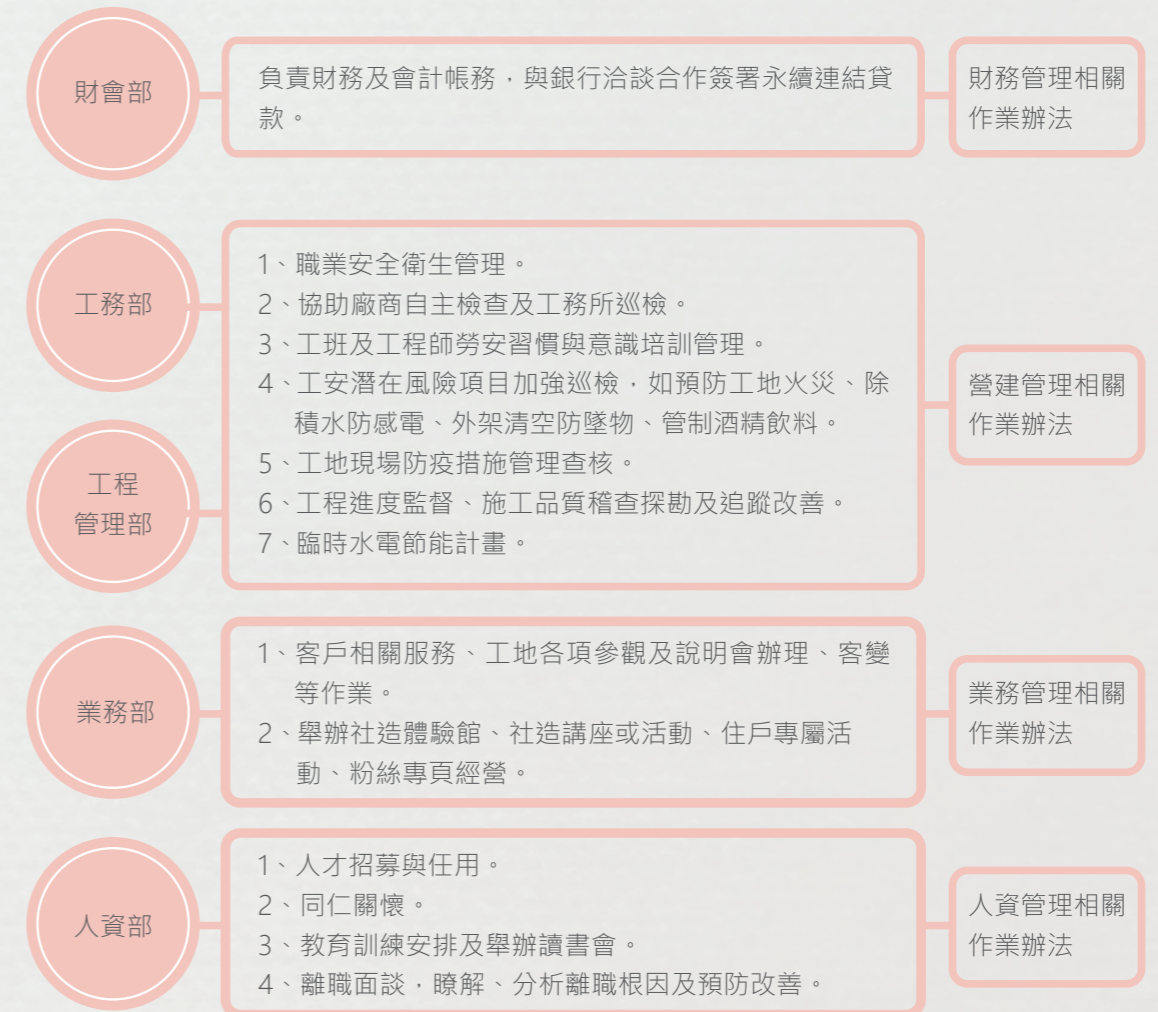 財會部
負責財務及會計帳務，與銀行洽談合作簽署永續連結貸
款。
財務管理相關
作業辦法
工務部
工程
管理部
1、職業安全衛生管理。
2、協助廠商自主檢查及工務所巡檢。
3、工班及工程師勞安習慣與意識培訓管理。
4、工安潛在風險項目加強巡檢，如預防工地火災、除
積水防感電、外架清空防墜物、管制酒精飲料。
5、工地現場防疫措施管理查核。
6、工程進度監督、施工品質稽查探勘及追蹤改善。
7、臨時水電節能計畫。
營建管理相關
作業辦法
業務部
1、客戶相關服務、工地各項參觀及說明會辦理、客變
等作業。
2、舉辦社造體驗館、社造講座或活動、住戶專屬活
動、粉絲專頁經營。
業務管理相關
作業辦法
人資部
1、人才招募與任用。
2、同仁關懷。
3、教育訓練安排及舉辦讀書會。
4、離職面談，瞭解、分析離職根因及預防改善。
人資管理相關
作業辦法